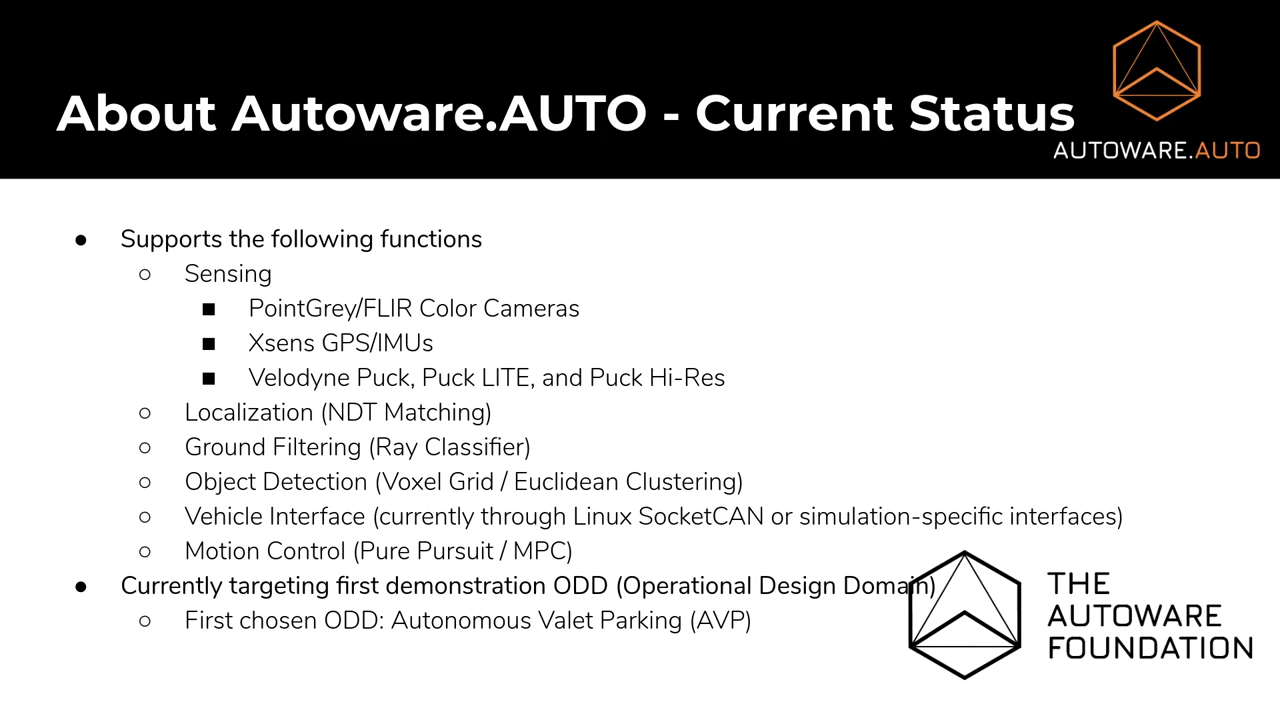 About Autoware.AUTO - Current Status
AUTOWARE.AUTO
● Supports the following functions
○ Sensing
■ PointGrey/FLIR Color Cameras
■ Xsens GPS/IMUs
■ Velodyne Puck, Puck LITE, and Puck Hi-Res
○ Localization (NDT Matching)
○ Ground Filtering (Ray Classifier)
○ Object Detection (Voxel Grid / Euclidean Clustering)
○ Vehicle Interface (currently through Linux SocketCAN or simulation-specific interfaces)
○ Motion Control (Pure Pursuit / MPC)
● Currently targeting first demonstration ODD (Operational Design Domain)
○ First chosen ODD: Autonomous Valet Parking (AVP)
THE
AUTOWARE
FOUNDATION